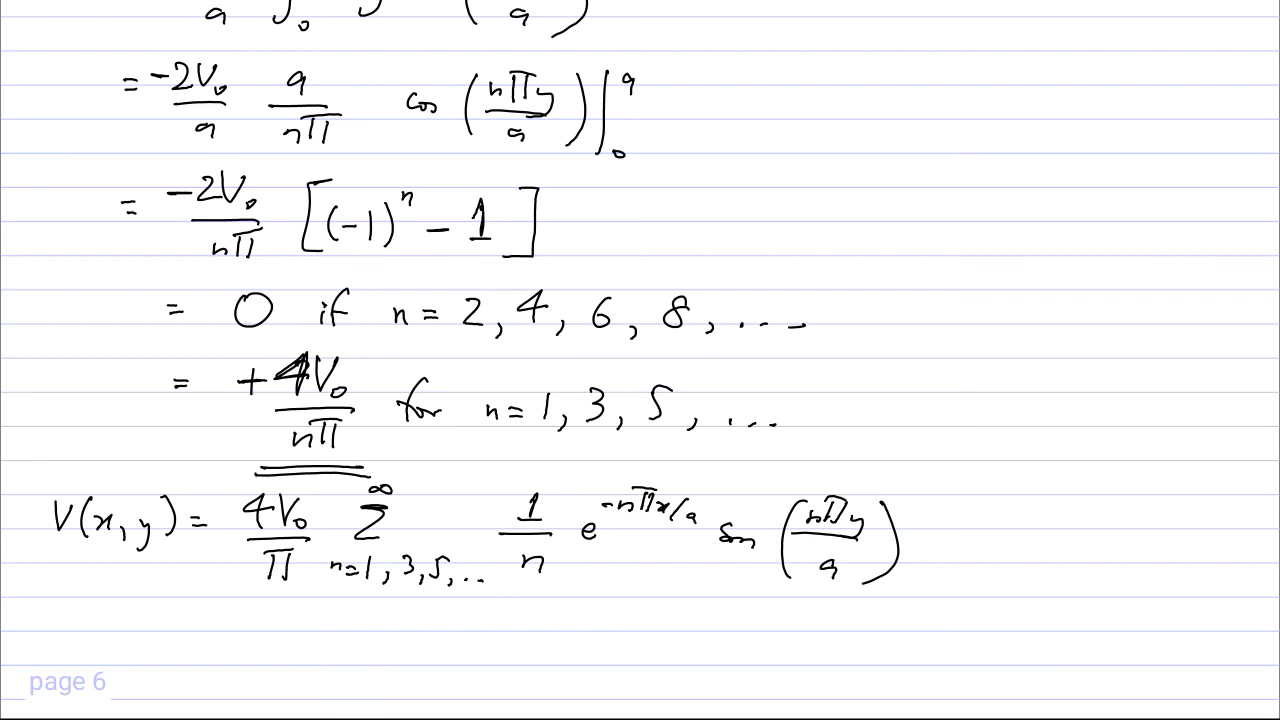 a ∫₀ y ( a )
= -2V₀/a a/nπ cos (nπy/a) |₀ᵃ
= -2V₀/nπ [(-1)ⁿ - 1]
= 0 if n = 2, 4, 6, 8, ...
= +4V₀/nπ for n = 1, 3, 5, ...
V(x, y) = 4V₀/π Σ^∞_{n=1, 3, 5, ..} 1/n e^{-nπx/a} sin (nπy/a)
page 6